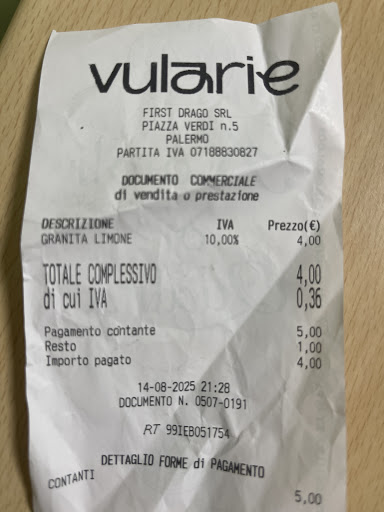 vularie
FIRST DRAGO SRL
PIAZZA VERDI n.5
PALERMO
PARTITA IVA 07188830827
DOCUMENTO COMMERCIALE
di vendita o prestazione
DESCRIZIONE IVA Prezzo(€)
GRANITA LIMONE 10,00% 4,00
TOTALE COMPLESSIVO 4,00
di cui IVA 0,36
Pagamento contante 5,00
Resto 1,00
Importo pagato 4,00
14-08-2025 21:28
DOCUMENTO N. 0507-0191
RT 99IEB051754
DETTAGLIO FORME di PAGAMENTO
CONTANTI 5,00